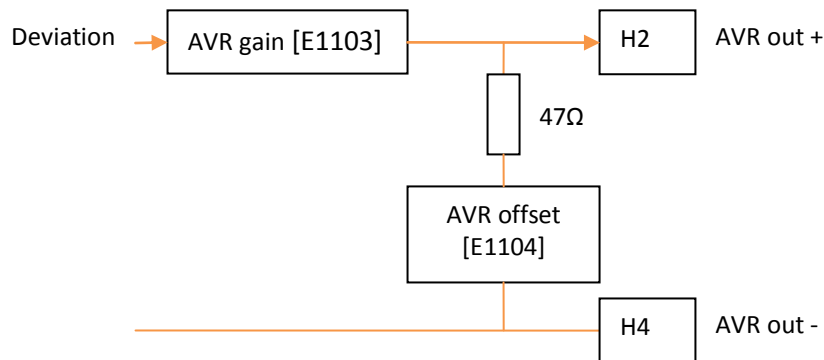 Deviation
AVR gain [E1103]
H2
AVR out +
47Ω
AVR offset
[E1104]
H4
AVR out -